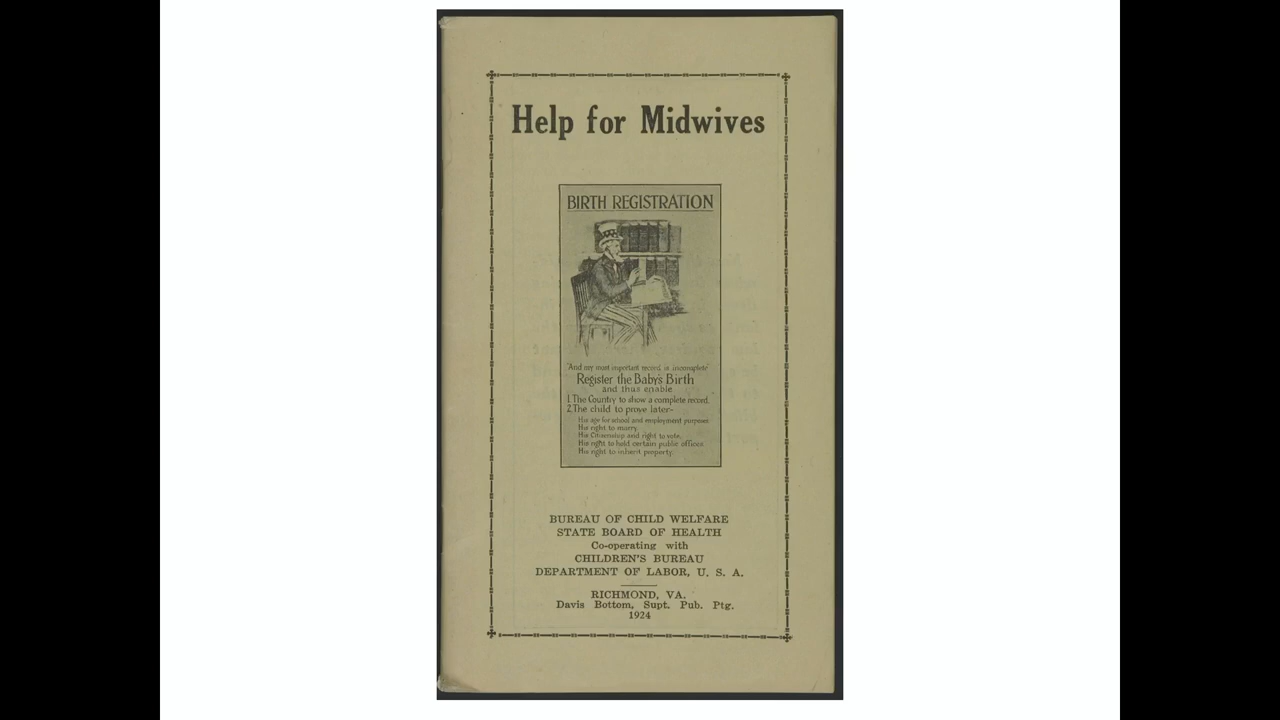 Help for Midwives
BIRTH REGISTRATION
"And my most important record is incomplete"
Register the Baby's Birth
and thus enable
1. The Country to show a complete record.
2. The child to prove later-
His age for school and employment purposes
His right to marry.
His Citizenship and right to vote.
His right to hold certain public offices
His right to inherit property.
BUREAU OF CHILD WELFARE
STATE BOARD OF HEALTH
Co-operating with
CHILDREN'S BUREAU
DEPARTMENT OF LABOR, U. S. A.
RICHMOND, VA.
Davis Bottom, Supt. Pub. Ptg.
1924